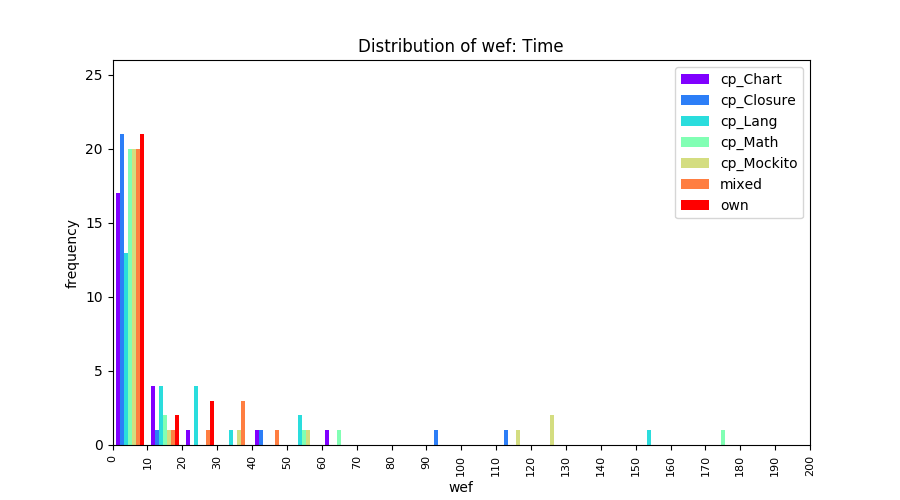 Distribution of wef: Time
25
20
15
10
5
0
frequency
cp_Chart
cp_Closure
cp_Lang
cp_Math
cp_Mockito
mixed
own
0 10 20 30 40 50 60 70 80 90 100 110 120 130 140 150 160 170 180 190 200
wef